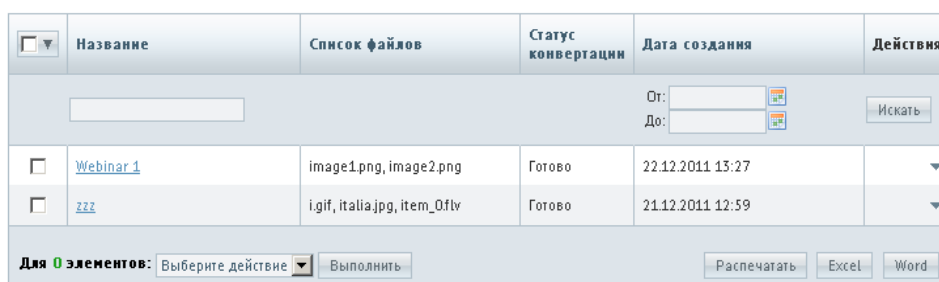 Название Список файлов Статус конвертации Дата создания Действия
От:
До:
Искать
Webinar 1 image1.png, image2.png Готово 22.12.2011 13:27
zzz i.gif, italia.jpg, item_0.flv Готово 21.12.2011 12:59
Для 0 элементов: Выберите действие Выполнить Распечатать Excel Word